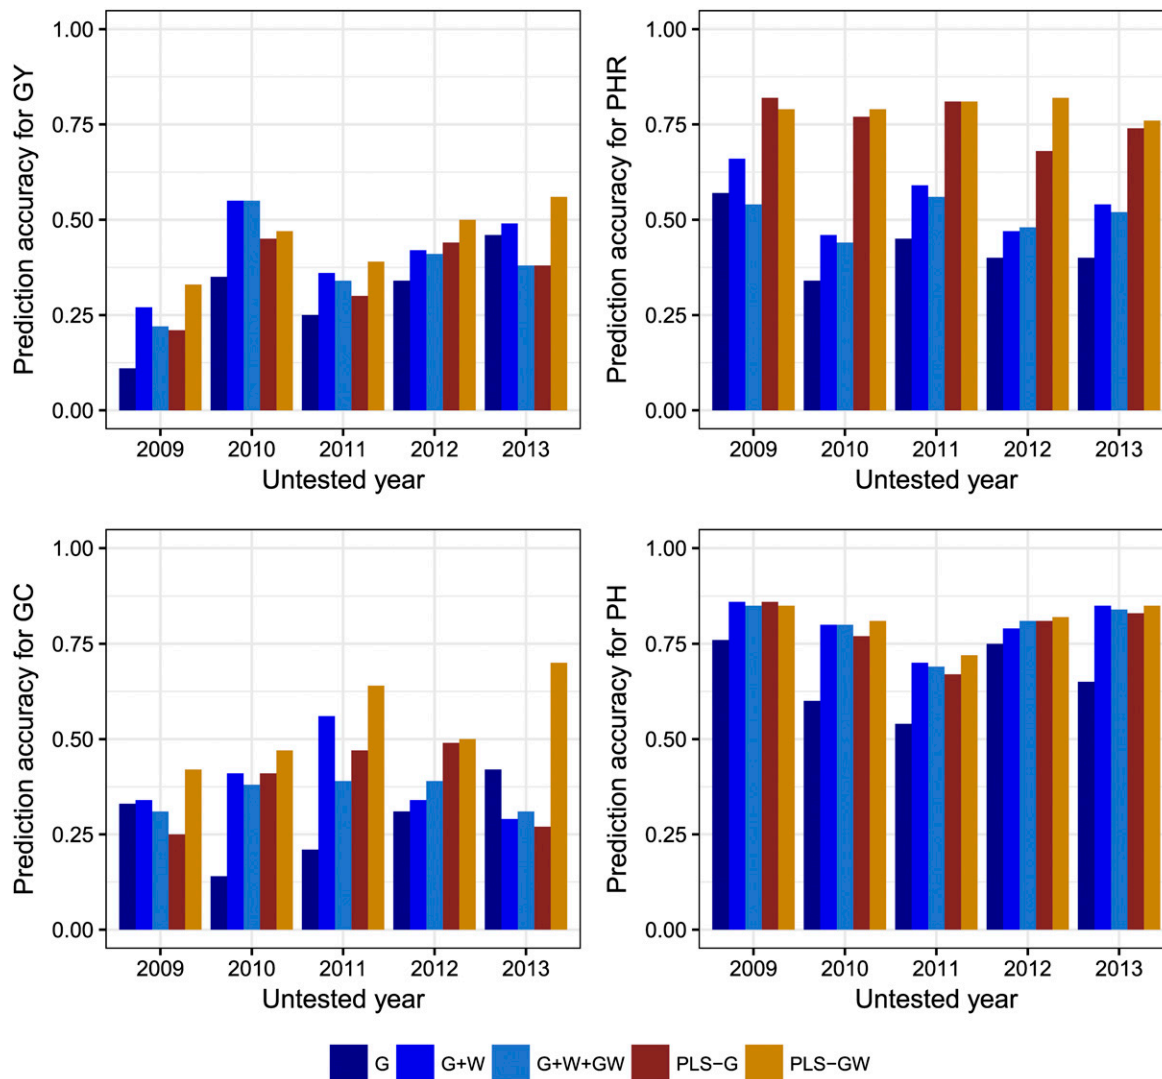 Prediction accuracy for GY
1.00
0.75
0.50
0.25
0.00
2009 2010 2011 2012 2013
Untested year
Prediction accuracy for PHR
1.00
0.75
0.50
0.25
0.00
2009 2010 2011 2012 2013
Untested year
Prediction accuracy for GC
1.00
0.75
0.50
0.25
0.00
2009 2010 2011 2012 2013
Untested year
Prediction accuracy for PH
1.00
0.75
0.50
0.25
0.00
2009 2010 2011 2012 2013
Untested year
G G+W G+W+GW PLS−G PLS−GW